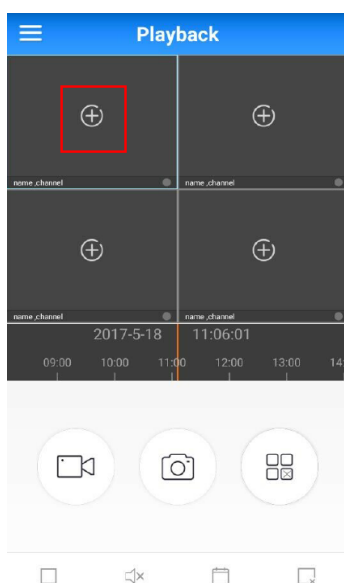 Playback
name ,channel name ,channel
name ,channel name ,channel
2017-5-18 11:06:01
09:00 10:00 11:00 12:00 13:00 14: